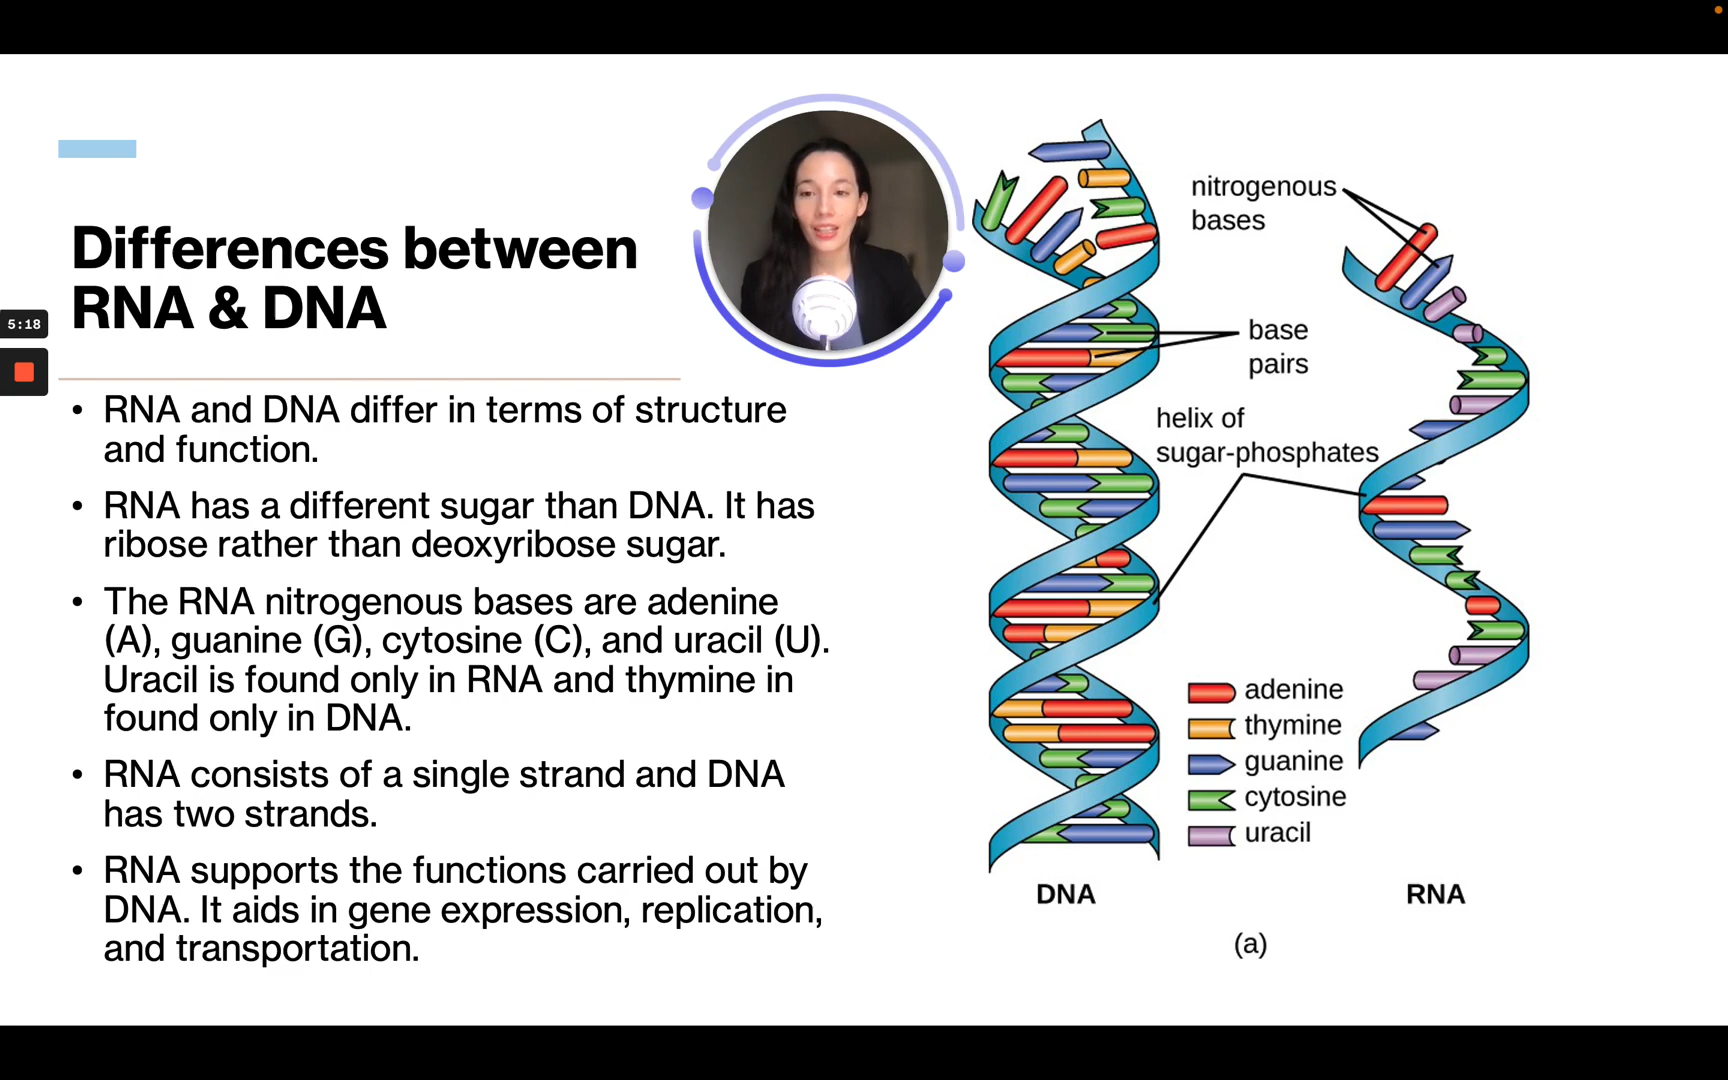 5:18
Differences between
RNA & DNA
• RNA and DNA differ in terms of structure
and function.
• RNA has a different sugar than DNA. It has
ribose rather than deoxyribose sugar.
• The RNA nitrogenous bases are adenine
(A), guanine (G), cytosine (C), and uracil (U).
Uracil is found only in RNA and thymine in
found only in DNA.
• RNA consists of a single strand and DNA
has two strands.
• RNA supports the functions carried out by
DNA. It aids in gene expression, replication,
and transportation.
nitrogenous
bases
base
pairs
helix of
sugar-phosphates
adenine
thymine
guanine
cytosine
uracil
DNA
RNA
(a)